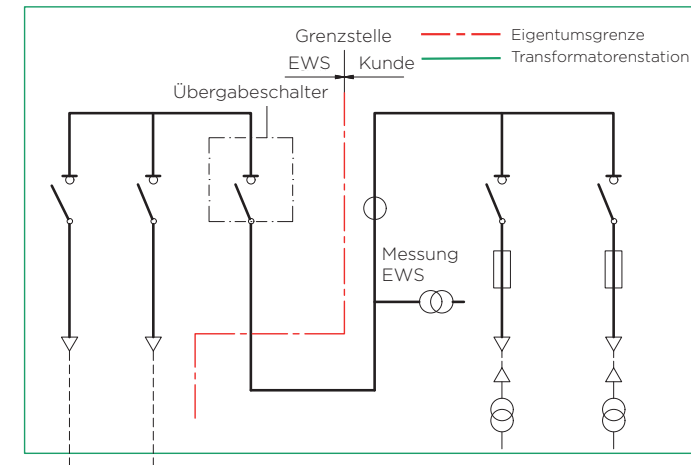 Grenzstelle
EWS Kunde
Eigentumsgrenze
Transformatorenstation
Übergabeschalter
Messung
EWS